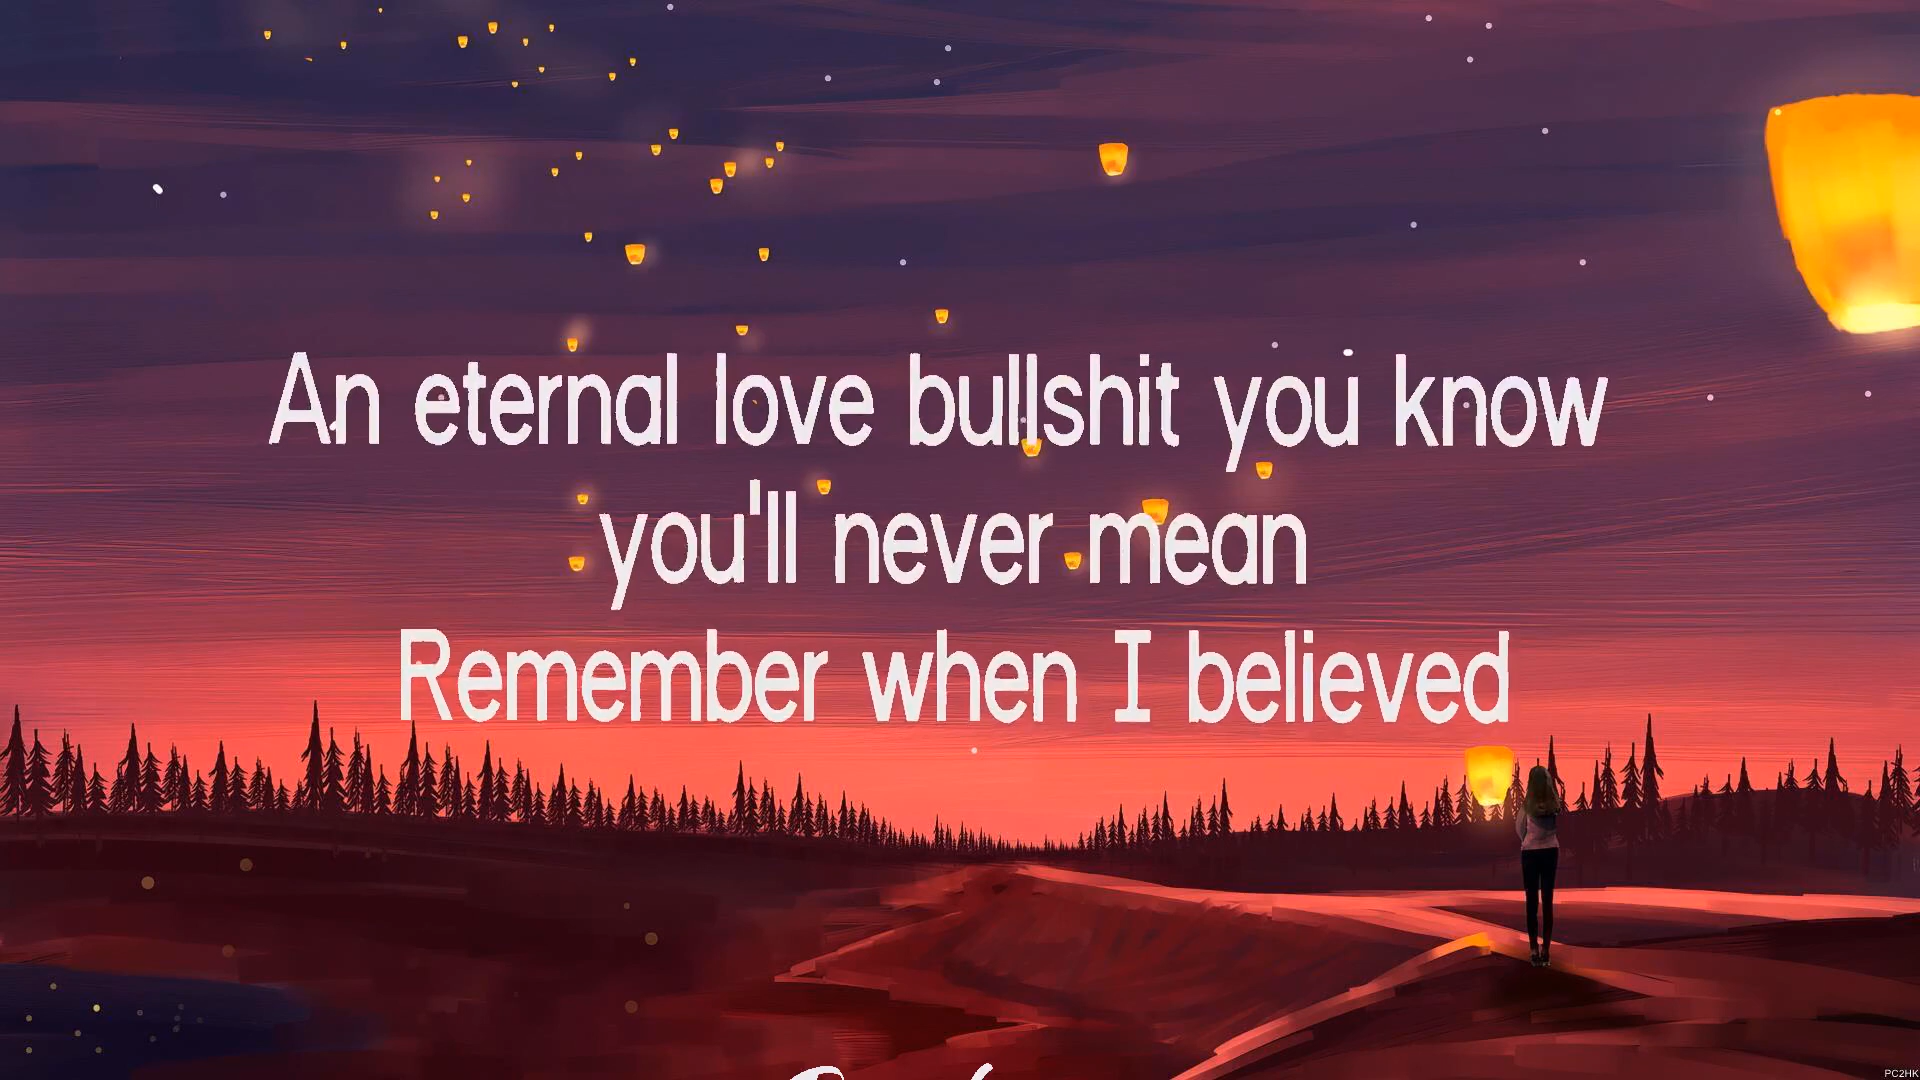 An eternal love bullshit you know
you'll never mean
Remember when I believed
PC2HK